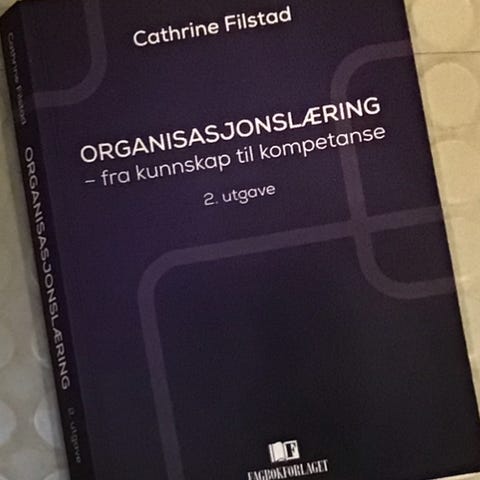 Cathrine Filstad
ORGANISASJONSLÆRING
– fra kunnskap til kompetanse
2. utgave
F
FAGBOKFORLAGET
Cathrine Filstad
ORGANISASJONSLÆRING
2. utgave